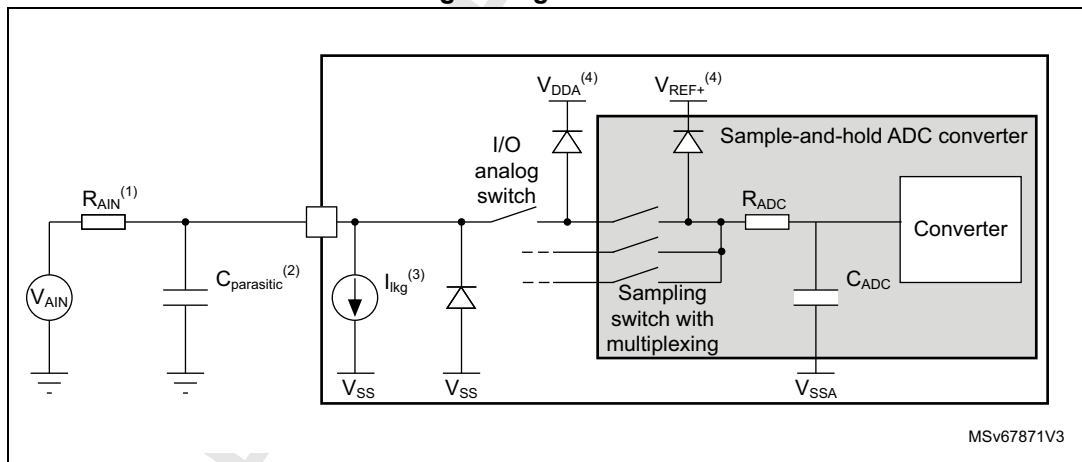 V_DDA^(4)
V_REF+^(4)
Sample-and-hold ADC converter
I/O
analog
switch
R_AIN^(1)
R_ADC
Converter
V_AIN
C_parasitic^(2)
I_lkg^(3)
Sampling
switch with
multiplexing
C_ADC
V_SS
V_SS
V_SSA
MSv67871V3